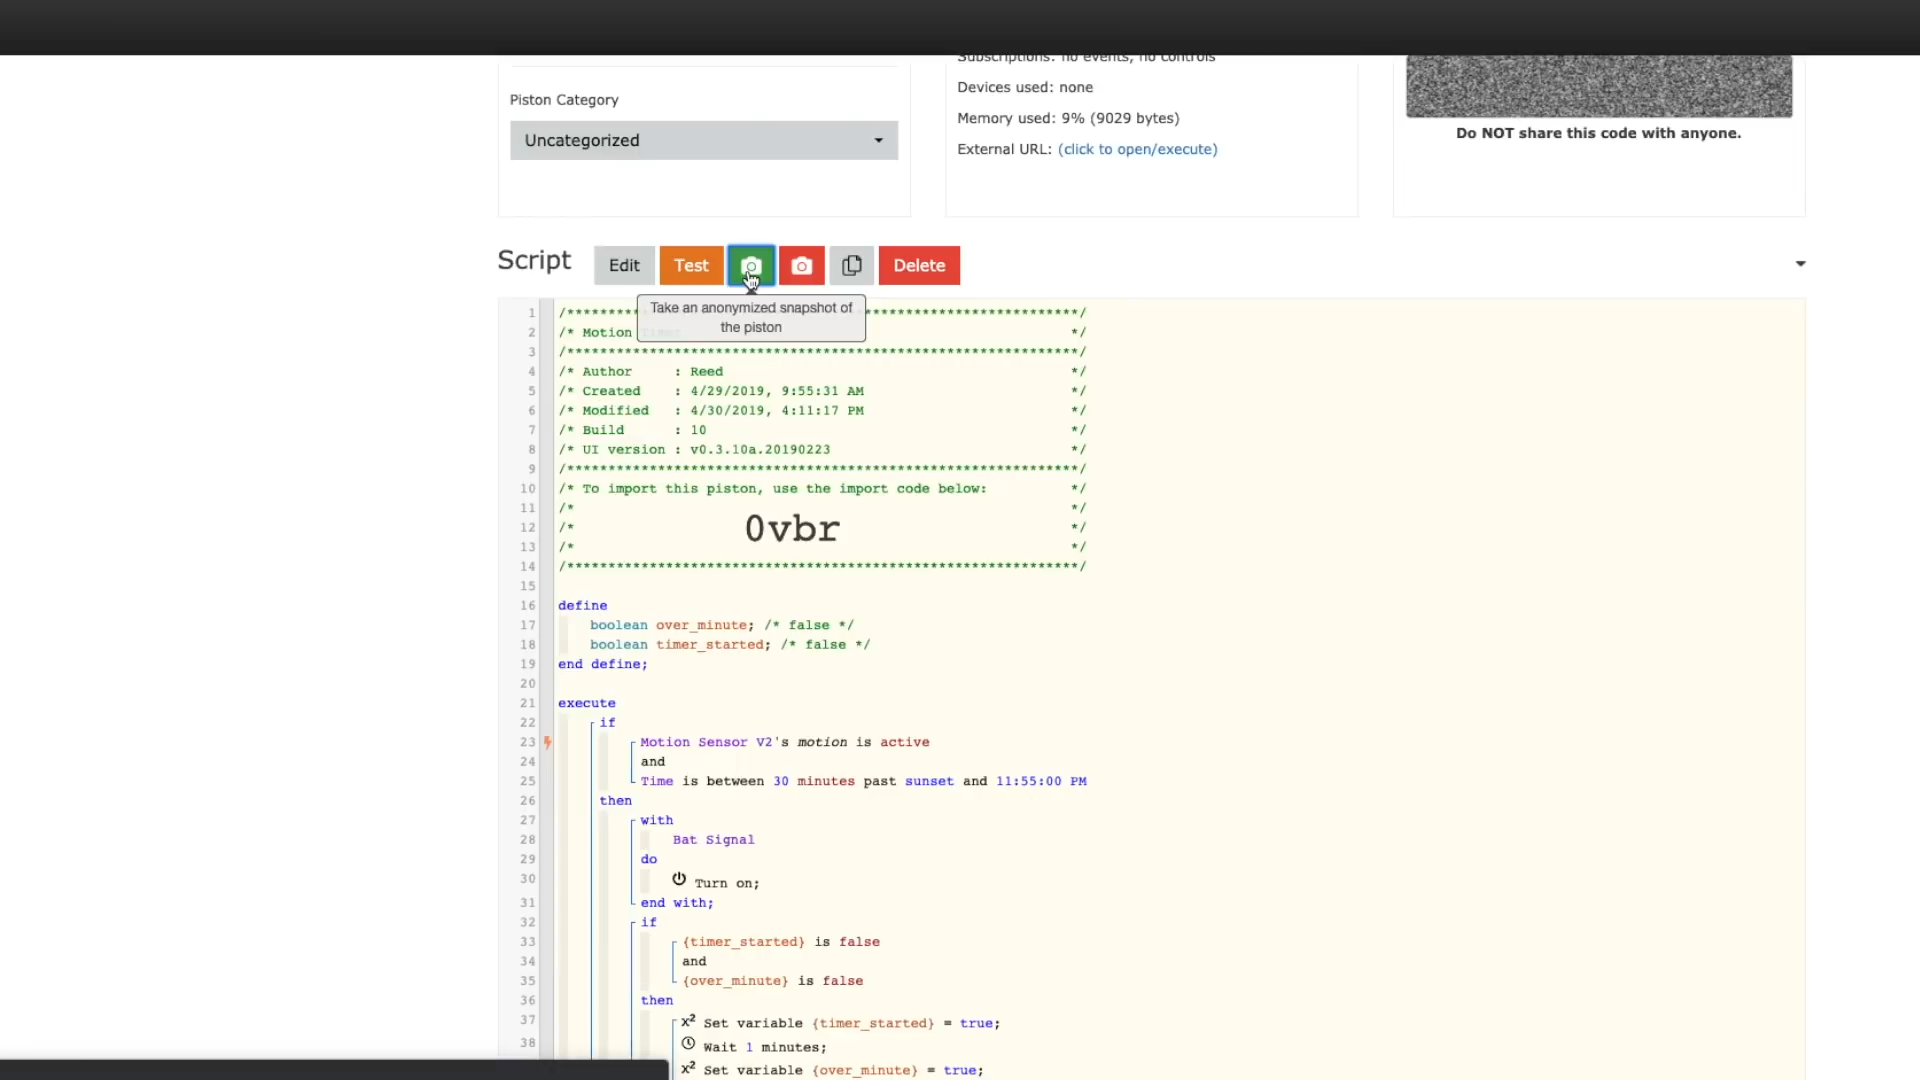 Subscriptions: no events, no controls
Piston Category
Devices used: none
Uncategorized
Memory used: 9% (9029 bytes)
Do NOT share this code with anyone.
External URL: (click to open/execute)
Script Edit Test Delete
Take an anonymized snapshot of
the piston
1 /**************************************************************/
2 /* Motion */
3 /**************************************************************/
4 /* Author : Reed */
5 /* Created : 4/29/2019, 9:55:31 AM */
6 /* Modified : 4/30/2019, 4:11:17 PM */
7 /* Build : 10 */
8 /* UI version : v0.3.10a.20190223 */
9 /**************************************************************/
10 /* To import this piston, use the import code below: */
11 /* */
12 /* 0vbr */
13 /* */
14 /**************************************************************/
15
16 define
17 boolean over_minute; /* false */
18 boolean timer_started; /* false */
19 end define;
20
21 execute
22 if
23 Motion Sensor V2's motion is active
24 and
25 Time is between 30 minutes past sunset and 11:55:00 PM
26 then
27 with
28 Bat Signal
29 do
30 Turn on;
31 end with;
32 if
33 {timer_started} is false
34 and
35 {over_minute} is false
36 then
37 x² Set variable {timer_started} = true;
38 Wait 1 minutes;
x² Set variable {over_minute} = true;